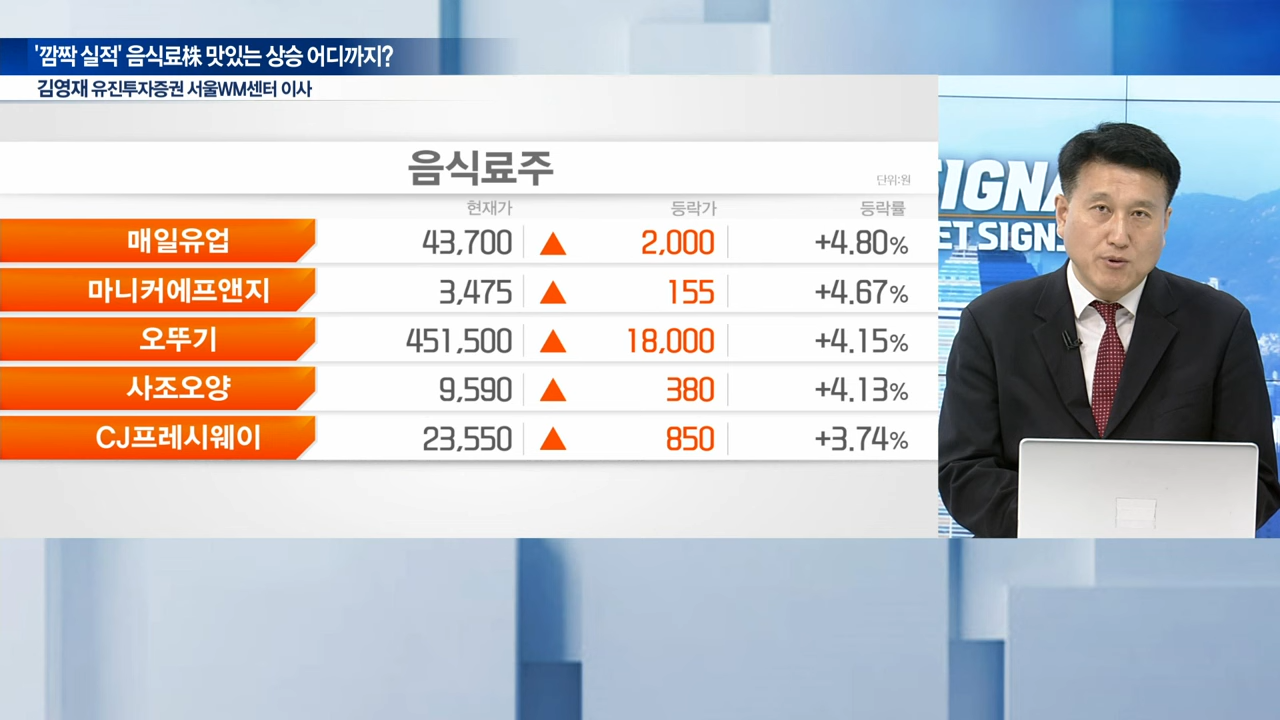 '깜짝 실적' 음식료株 맛있는 상승 어디까지?
김영재 유진투자증권 서울WM센터 이사
음식료주
단위:원
현재가 등락가 등락률
매일유업 43,700 ▲ 2,000 +4.80%
마니커에프앤지 3,475 ▲ 155 +4.67%
오뚜기 451,500 ▲ 18,000 +4.15%
사조오양 9,590 ▲ 380 +4.13%
CJ프레시웨이 23,550 ▲ 850 +3.74%
SIGNA
ET SIGN